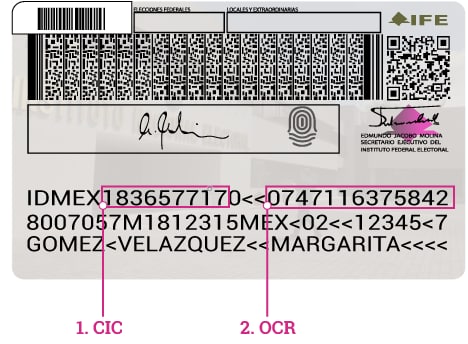 ELECCIONES FEDERALES
LOCALES Y EXTRAORDINARIAS
IFE
EDMUNDO JACOBO MOLINA
SECRETARIO EJECUTIVO DEL
INSTITUTO FEDERAL ELECTORAL
IDMEX1836577170<<0747116375842
8007057M1812315MEX<02<<12345<7
GOMEZ<VELAZQUEZ<<MARGARITA<<<<
1. CIC
2. OCR